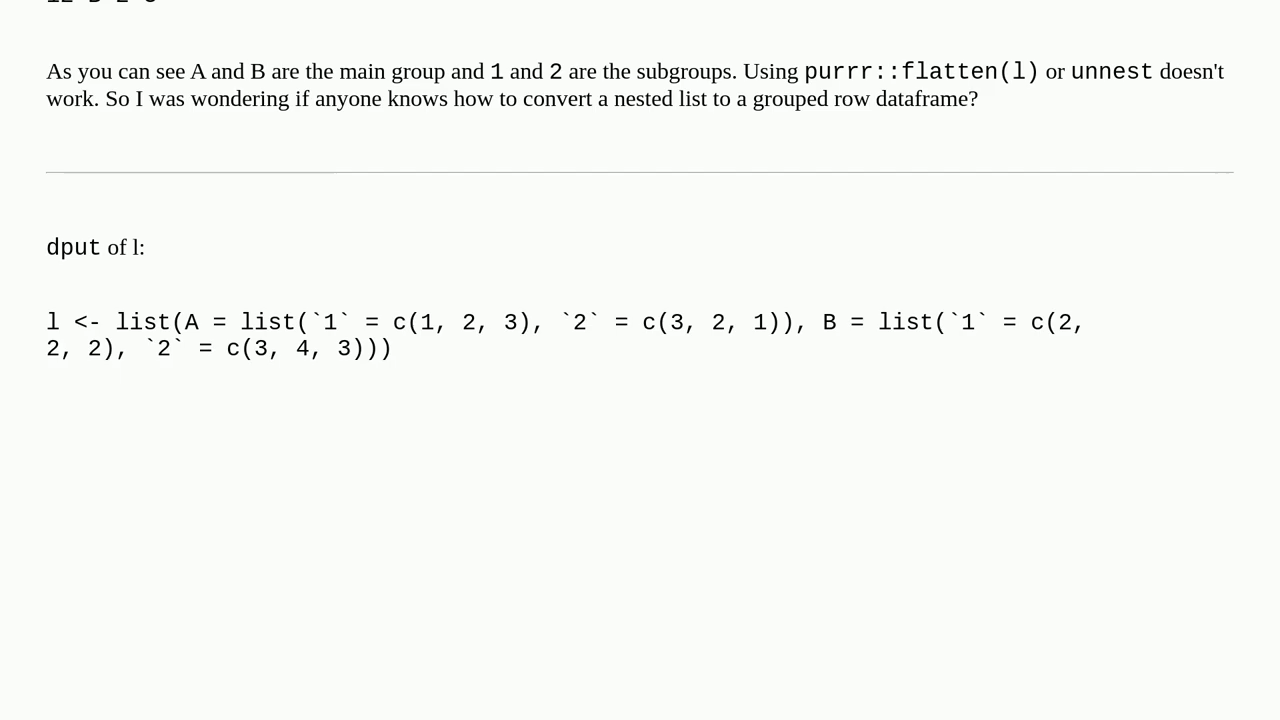 As you can see A and B are the main group and 1 and 2 are the subgroups. Using purrr::flatten(l) or unnest doesn't
work. So I was wondering if anyone knows how to convert a nested list to a grouped row dataframe?
dput of l:
l <- list(A = list(`1` = c(1, 2, 3), `2` = c(3, 2, 1)), B = list(`1` = c(2,
2, 2), `2` = c(3, 4, 3)))